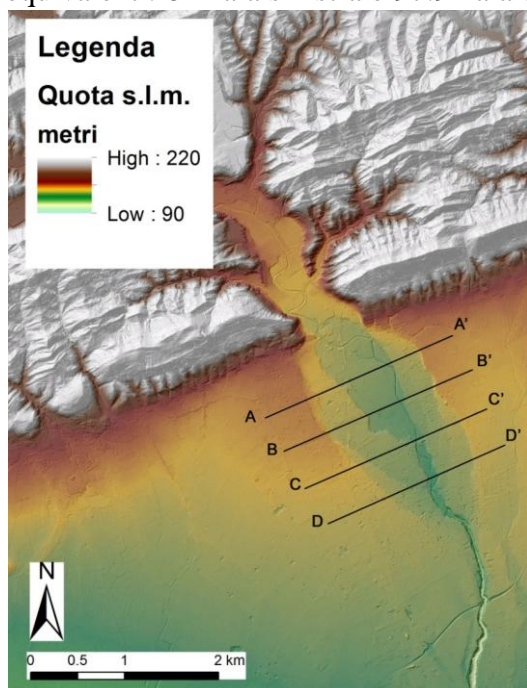 Legenda
Quota s.l.m.
metri
High : 220
Low : 90
A'
B'
A
C'
B
D'
C
D
N
0 0.5 1 2 km